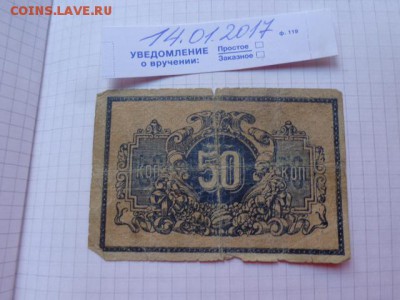 COINS.LAVE.RU
14.01.2017
УВЕДОМЛЕНИЕ
о вручении:
Простое
Заказное
ф. 119
КОП. 50 КОП.